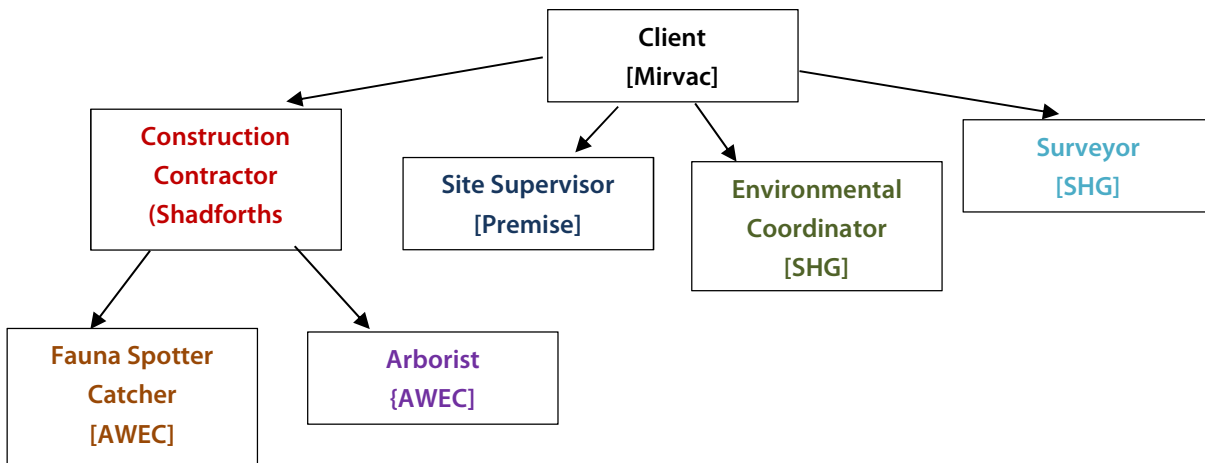 Client
[Mirvac]
Construction
Contractor
(Shadforths
Site Supervisor
[Premise]
Environmental
Coordinator
[SHG]
Surveyor
[SHG]
Fauna Spotter
Catcher
[AWEC]
Arborist
{AWEC]